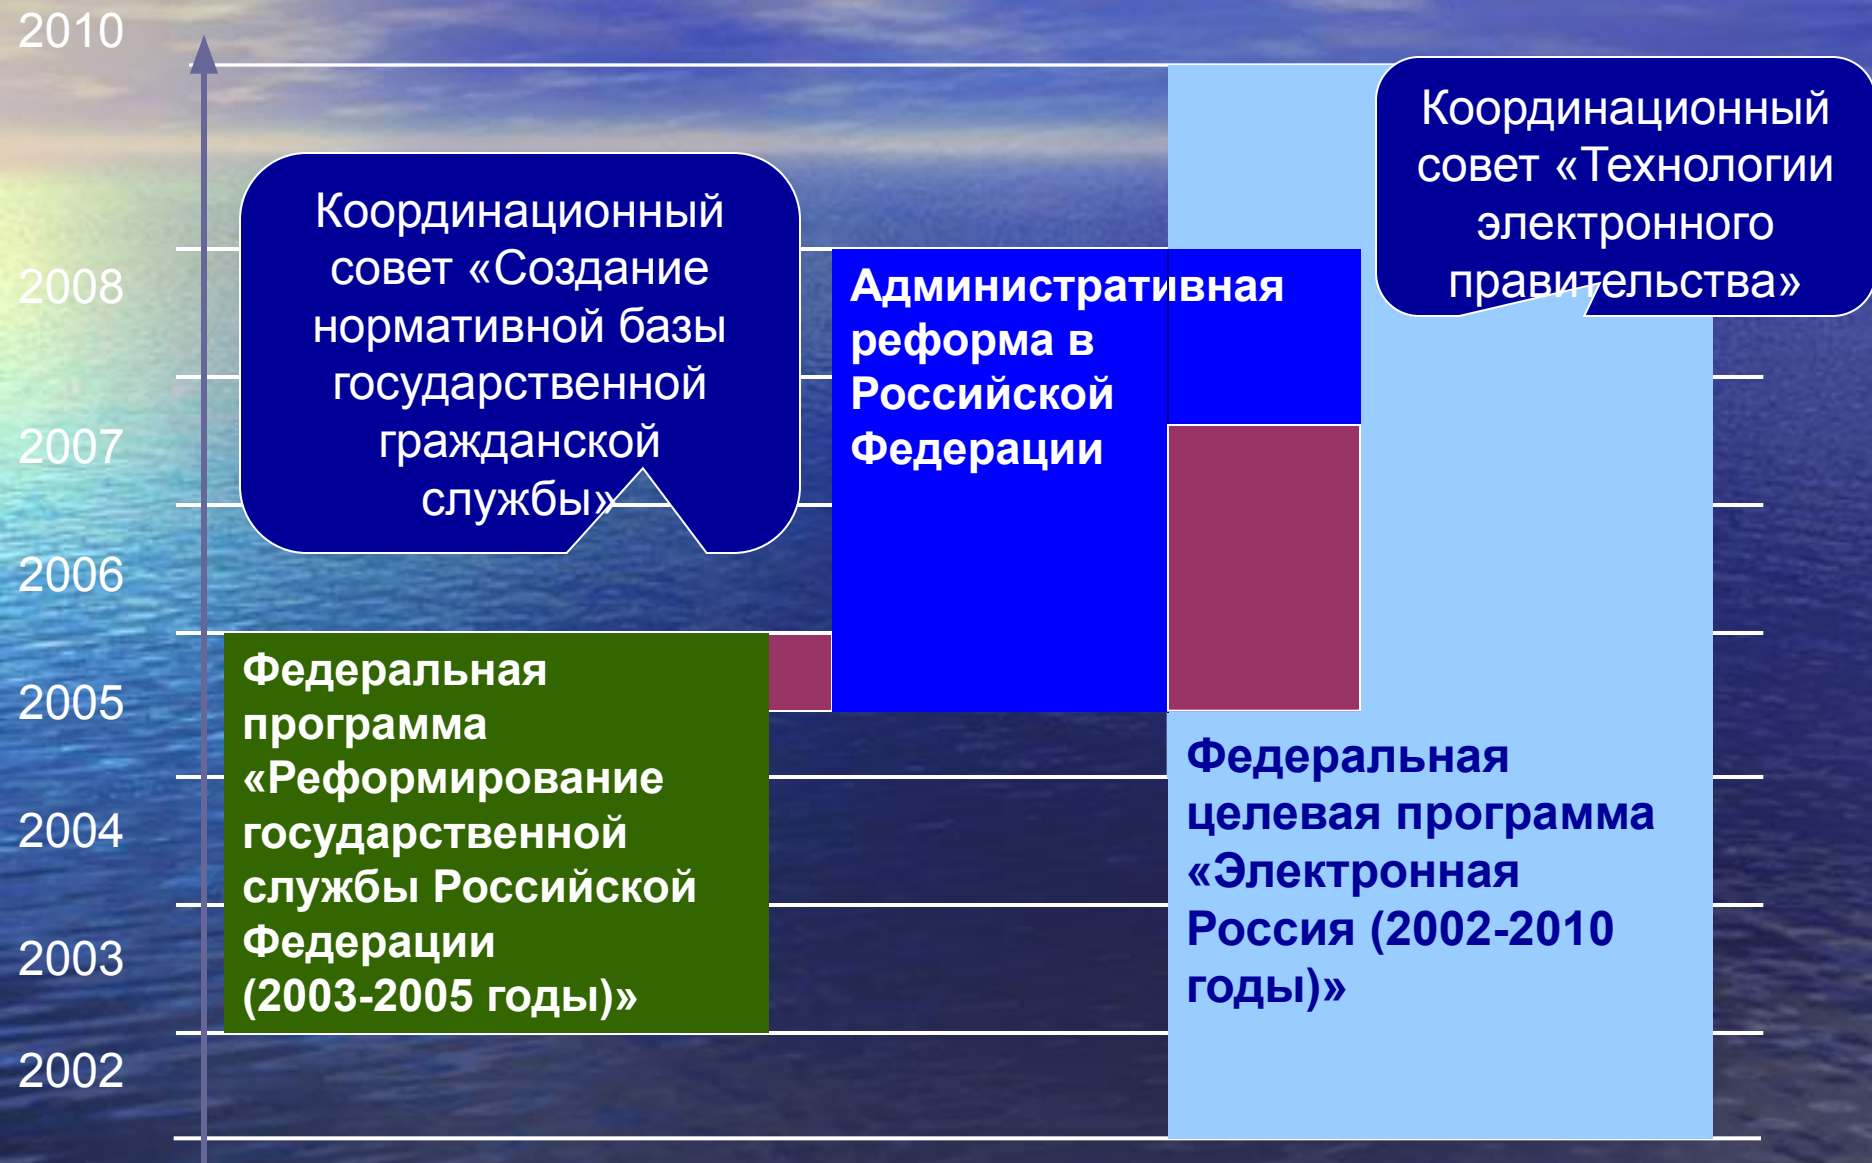 2010
2008
2007
2006
2005
2004
2003
2002
Координационный
совет «Создание
нормативной базы
государственной
гражданской
службы»
Административная
реформа в
Российской
Федерации
Координационный
совет «Технологии
электронного
правительства»
Федеральная
программа
«Реформирование
государственной
службы Российской
Федерации
(2003-2005 годы)»
Федеральная
целевая программа
«Электронная
Россия (2002-2010
годы)»